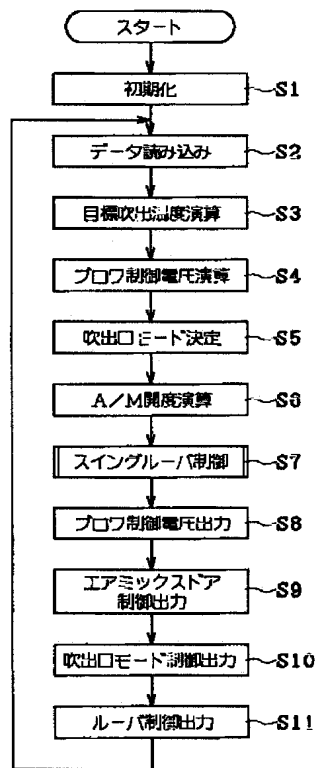 スタート
初期化 S1
データ読み込み S2
目標吹出温度演算 S3
ブロワ制御電圧演算 S4
吹出口モード決定 S5
A/M開度演算 S6
スイングルーバ制御 S7
ブロワ制御電圧出力 S8
エアミックスドア
制御出力 S9
吹出口モード制御出力 S10
ルーバ制御出力 S11